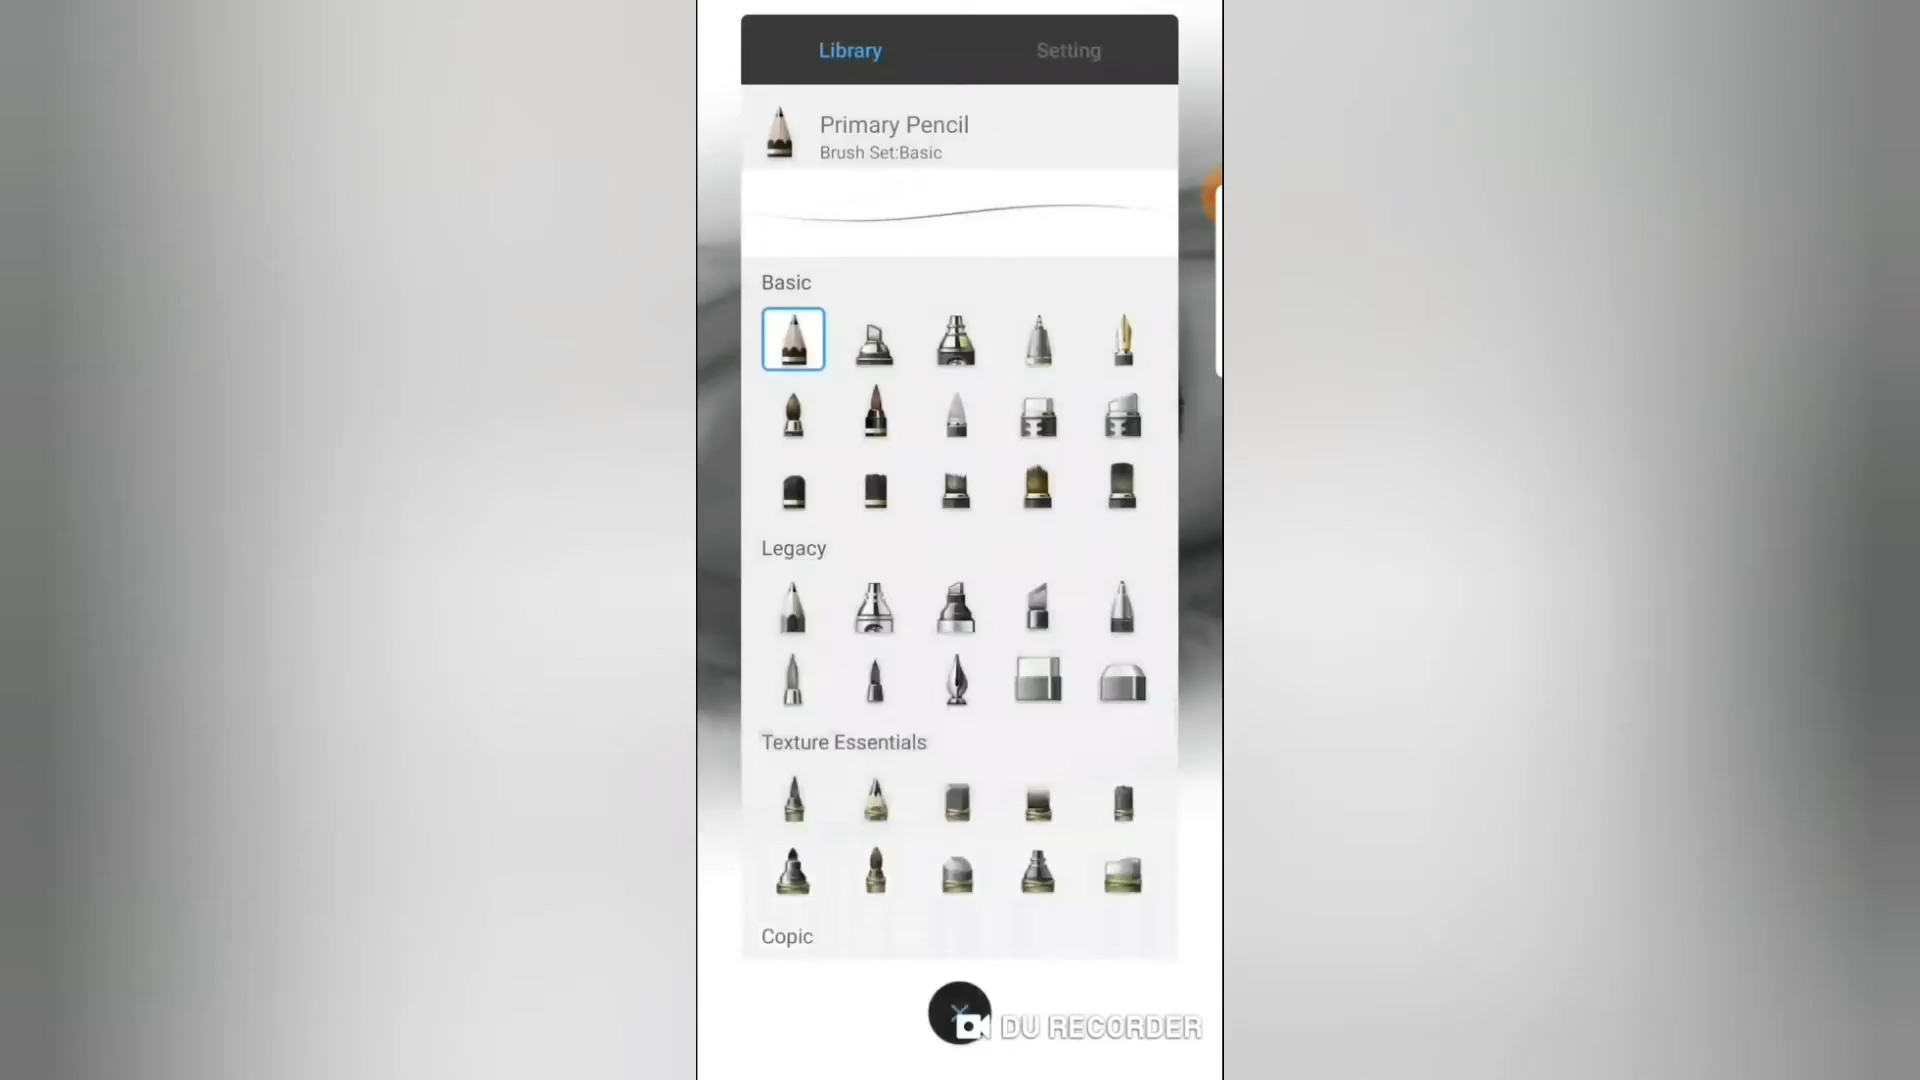 Library
Setting
Primary Pencil
Brush Set:Basic
Basic
Legacy
Texture Essentials
Copic
DU RECORDER